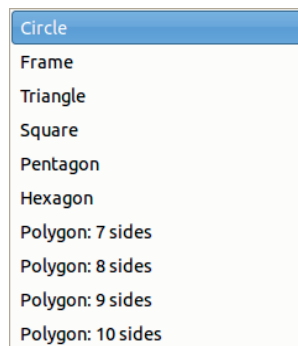 Circle
Frame
Triangle
Square
Pentagon
Hexagon
Polygon: 7 sides
Polygon: 8 sides
Polygon: 9 sides
Polygon: 10 sides